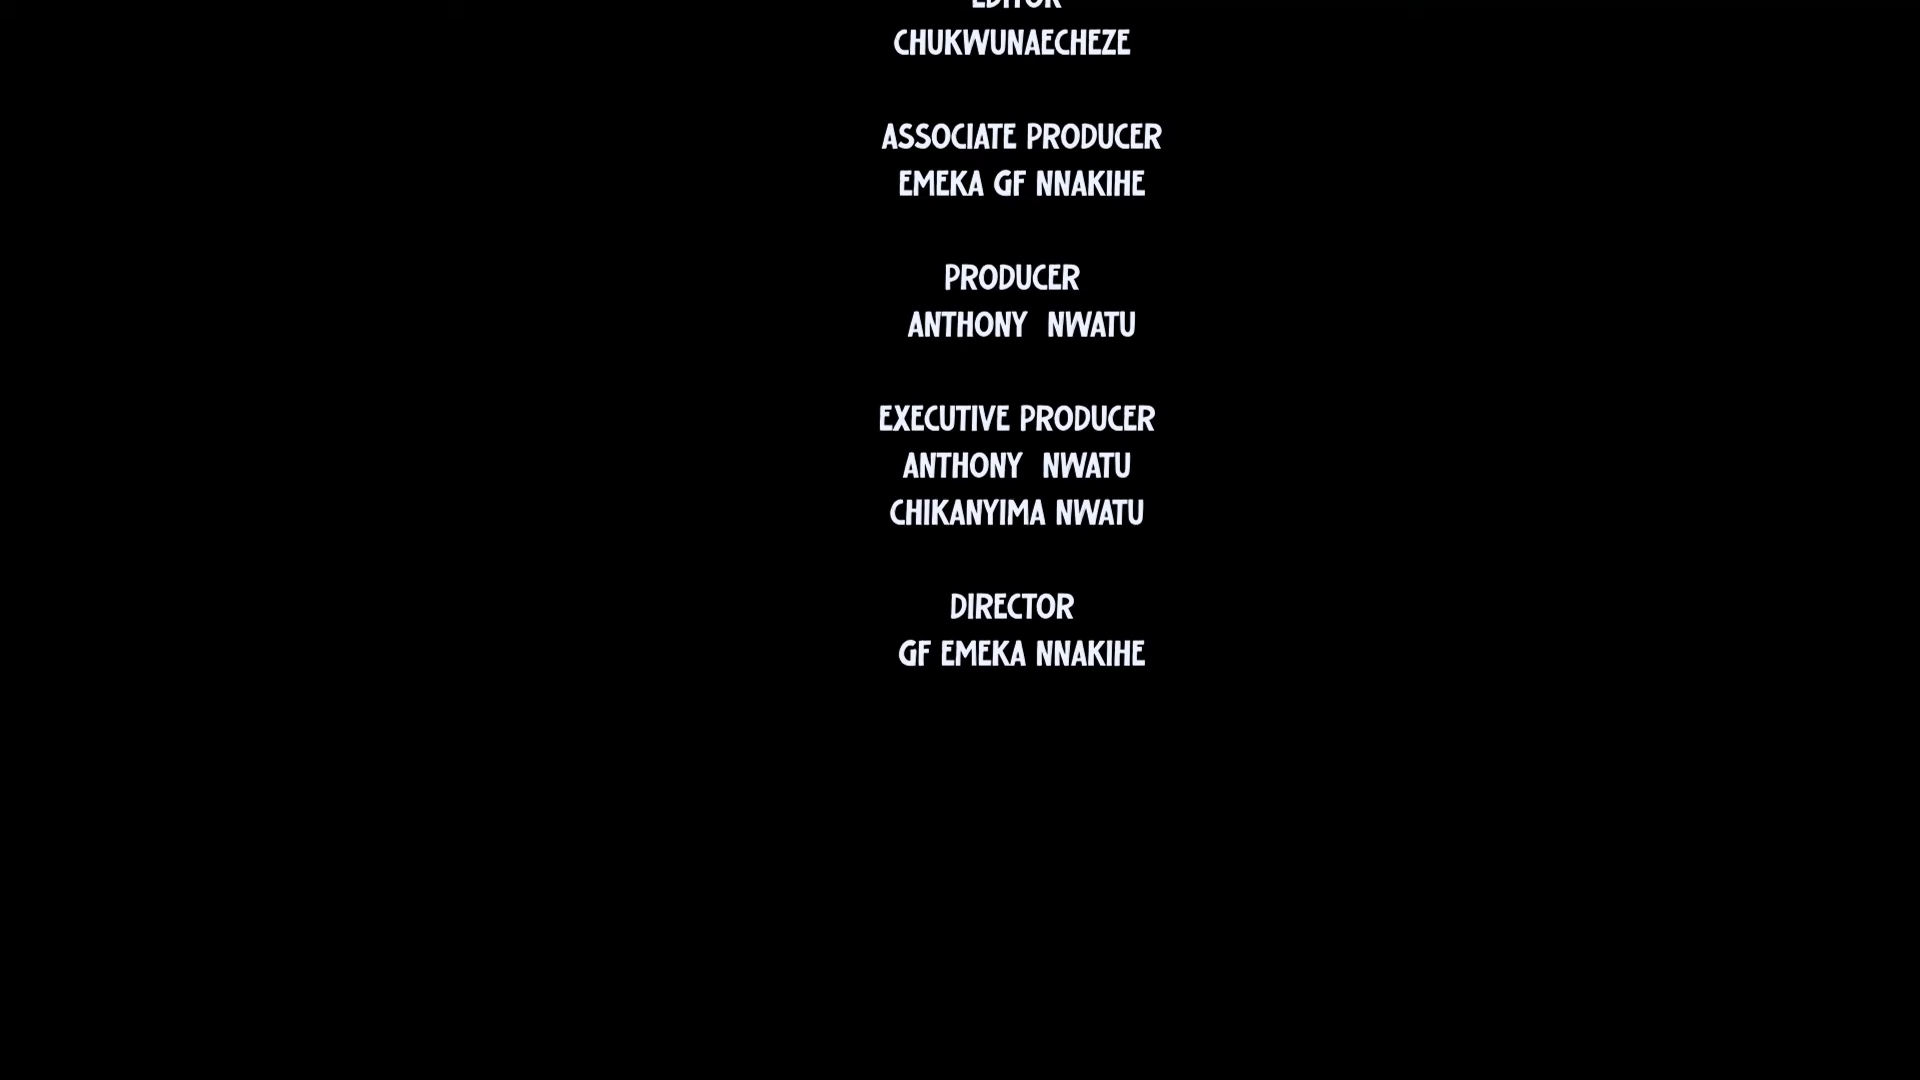 EDITOR
CHUKWUNAECHEZE
ASSOCIATE PRODUCER
EMEKA GF NNAKIHE
PRODUCER
ANTHONY  NWATU
EXECUTIVE PRODUCER
ANTHONY  NWATU
CHIKANYIMA NWATU
DIRECTOR
GF EMEKA NNAKIHE